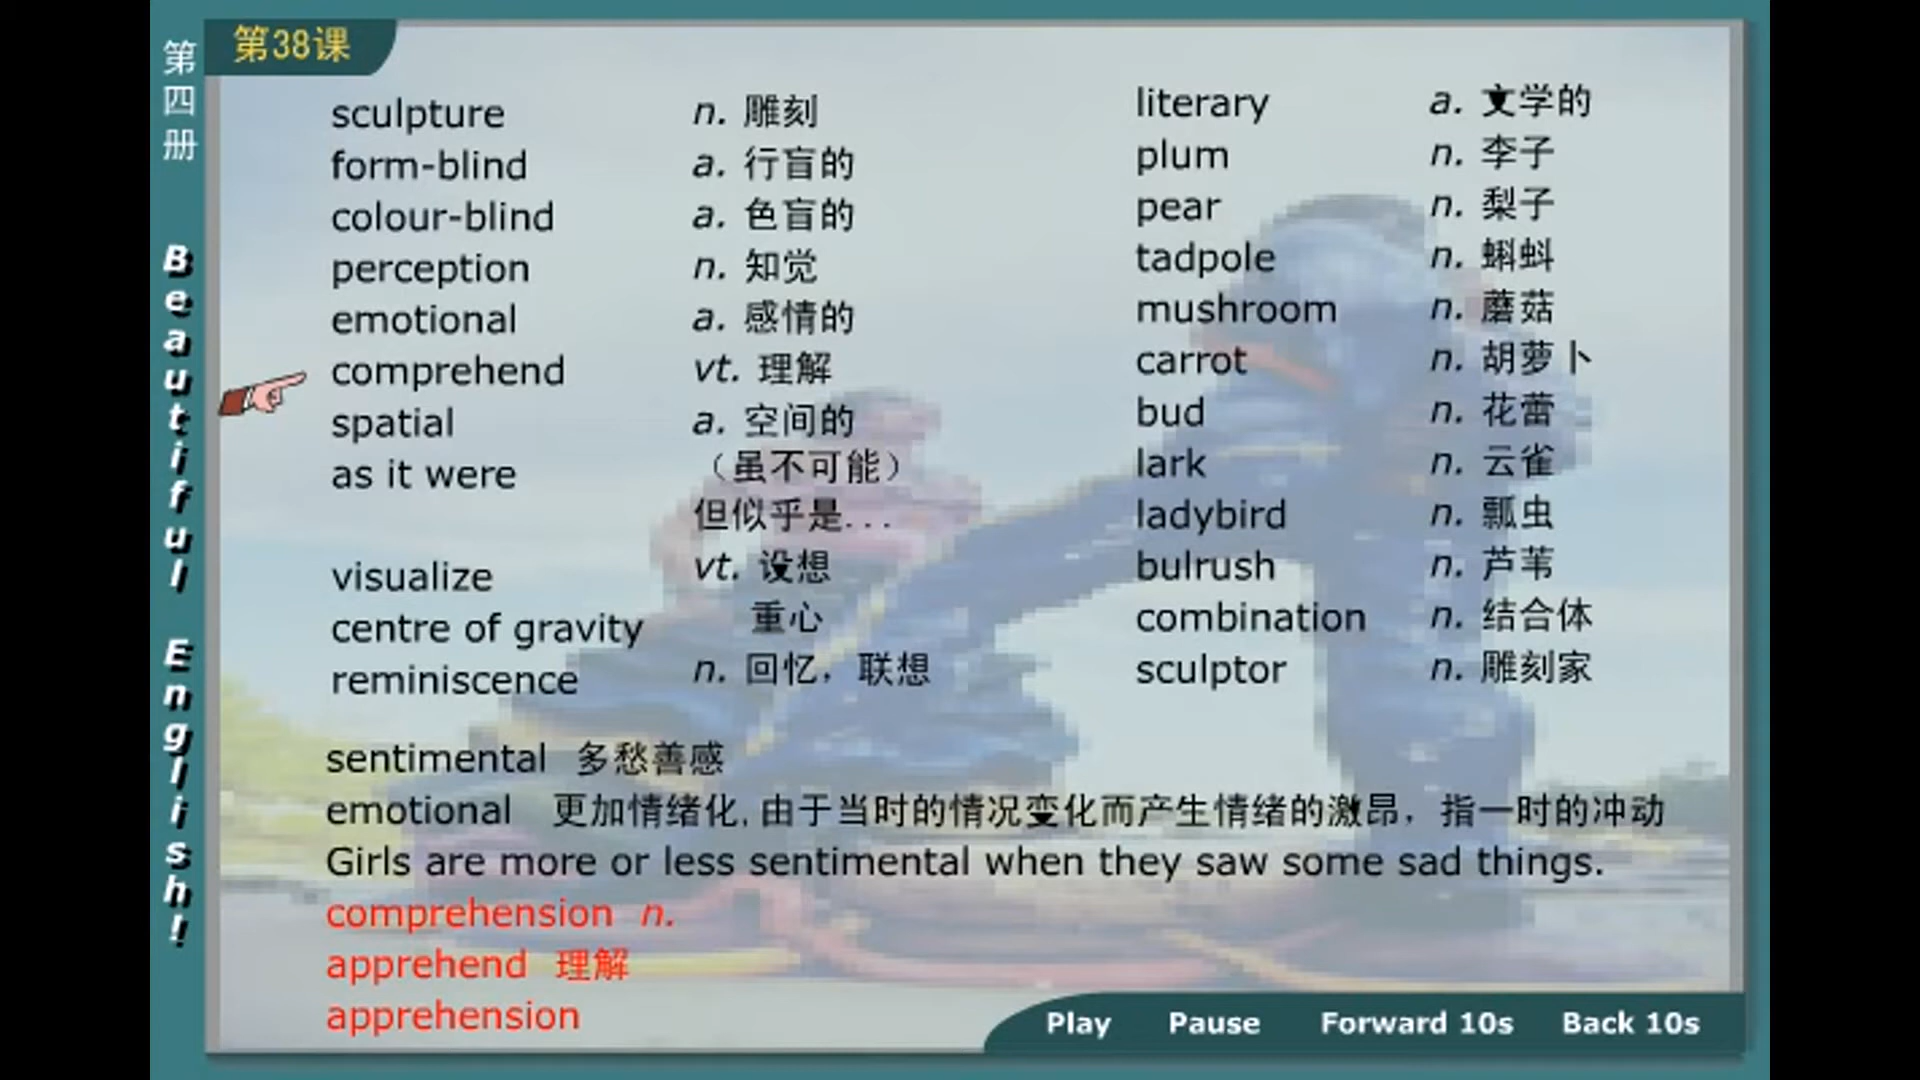 第四册
Beautiful English!
第38课
sculpture n. 雕刻
form-blind a. 行盲的
colour-blind a. 色盲的
perception n. 知觉
emotional a. 感情的
comprehend vt. 理解
spatial a. 空间的
as it were （虽不可能）
但似乎是...
visualize vt. 设想
centre of gravity 重心
reminiscence n. 回忆，联想
literary a. 文学的
plum n. 李子
pear n. 梨子
tadpole n. 蝌蚪
mushroom n. 蘑菇
carrot n. 胡萝卜
bud n. 花蕾
lark n. 云雀
ladybird n. 瓢虫
bulrush n. 芦苇
combination n. 结合体
sculptor n. 雕刻家
sentimental 多愁善感
emotional 更加情绪化,由于当时的情况变化而产生情绪的激昂，指一时的冲动
Girls are more or less sentimental when they saw some sad things.
comprehension n.
apprehend 理解
apprehension
Play Pause Forward 10s Back 10s